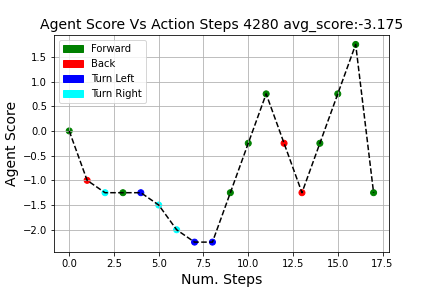 Agent Score Vs Action Steps 4280 avg_score:-3.175
Forward
Back
Turn Left
Turn Right
Agent Score
1.5
1.0
0.5
0.0
−0.5
−1.0
−1.5
−2.0
0.0 2.5 5.0 7.5 10.0 12.5 15.0 17.5
Num. Steps